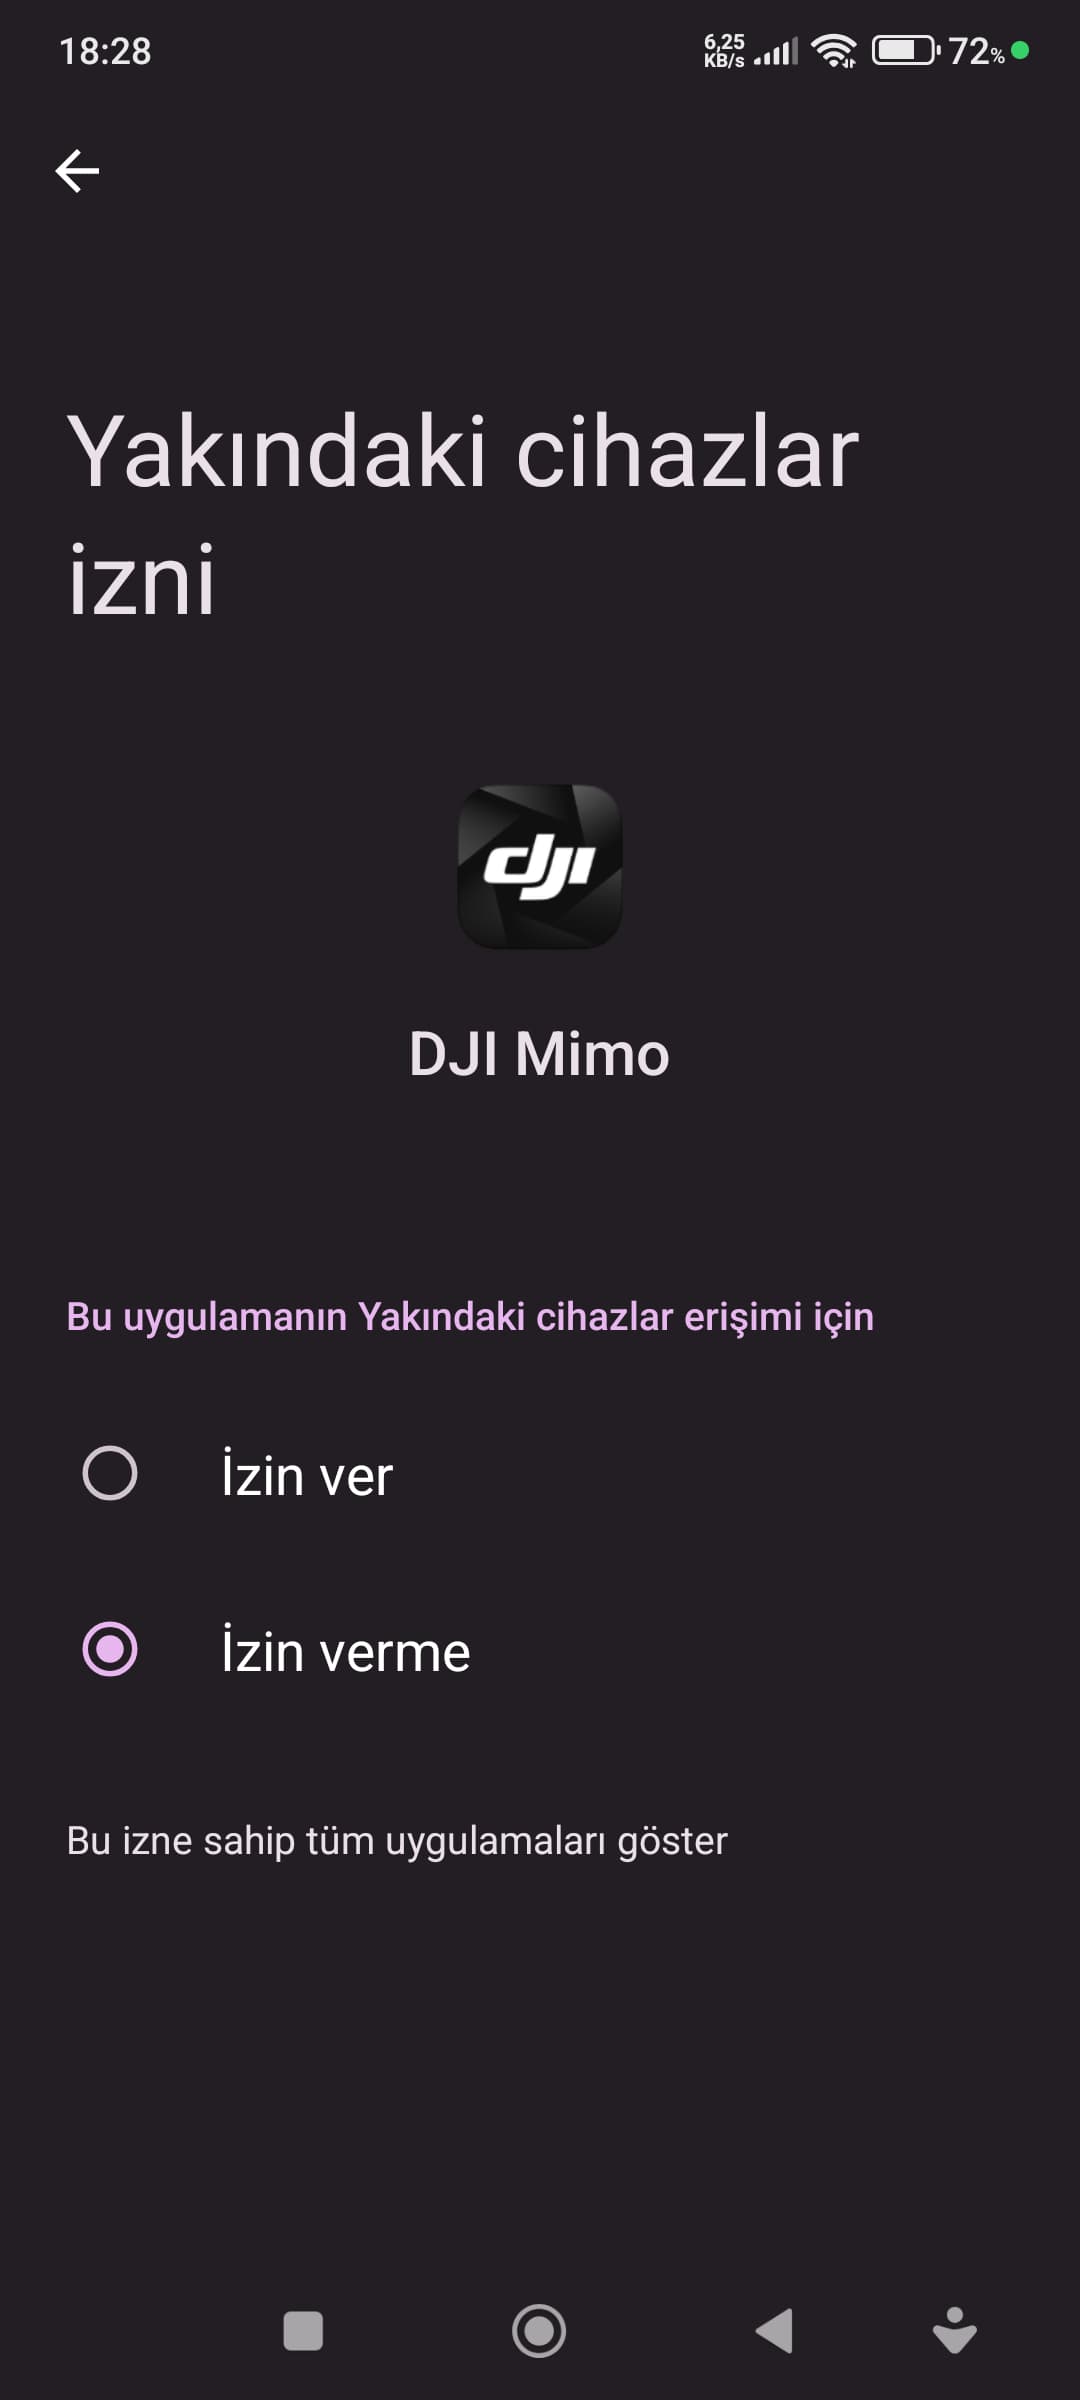 18:28
6,25
KB/s
72%
Yakındaki cihazlar
izni
dji
DJI Mimo
Bu uygulamanın Yakındaki cihazlar erişimi için
İzin ver
İzin verme
Bu izne sahip tüm uygulamaları göster